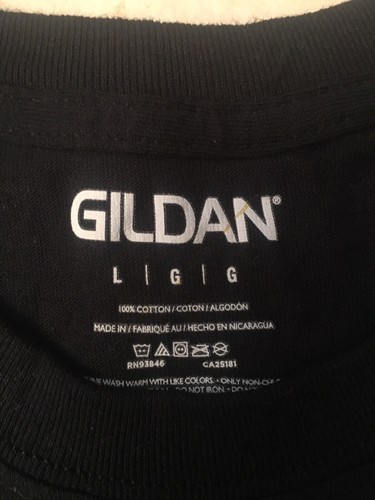 GILDAN®
L | G | G
100% COTTON / COTON / ALGODÓN
MADE IN / FABRIQUÉ AU / HECHO EN NICARAGUA
RN93846 CA25181
WASH WARM WITH LIKE COLORS. • ONLY NON-
DO NOT IRON. • DO